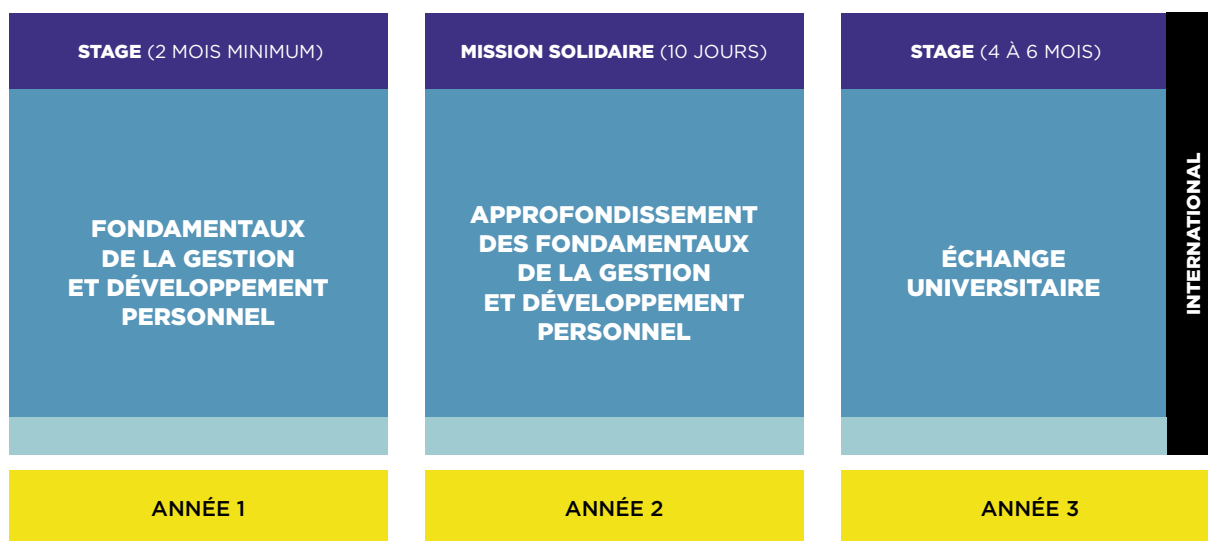 STAGE (2 MOIS MINIMUM)
FONDAMENTAUX
DE LA GESTION
ET DÉVELOPPEMENT
PERSONNEL
ANNÉE 1
MISSION SOLIDAIRE (10 JOURS)
APPROFONDISSEMENT
DES FONDAMENTAUX
DE LA GESTION
ET DÉVELOPPEMENT
PERSONNEL
ANNÉE 2
STAGE (4 À 6 MOIS)
ÉCHANGE
UNIVERSITAIRE
INTERNATIONAL
ANNÉE 3